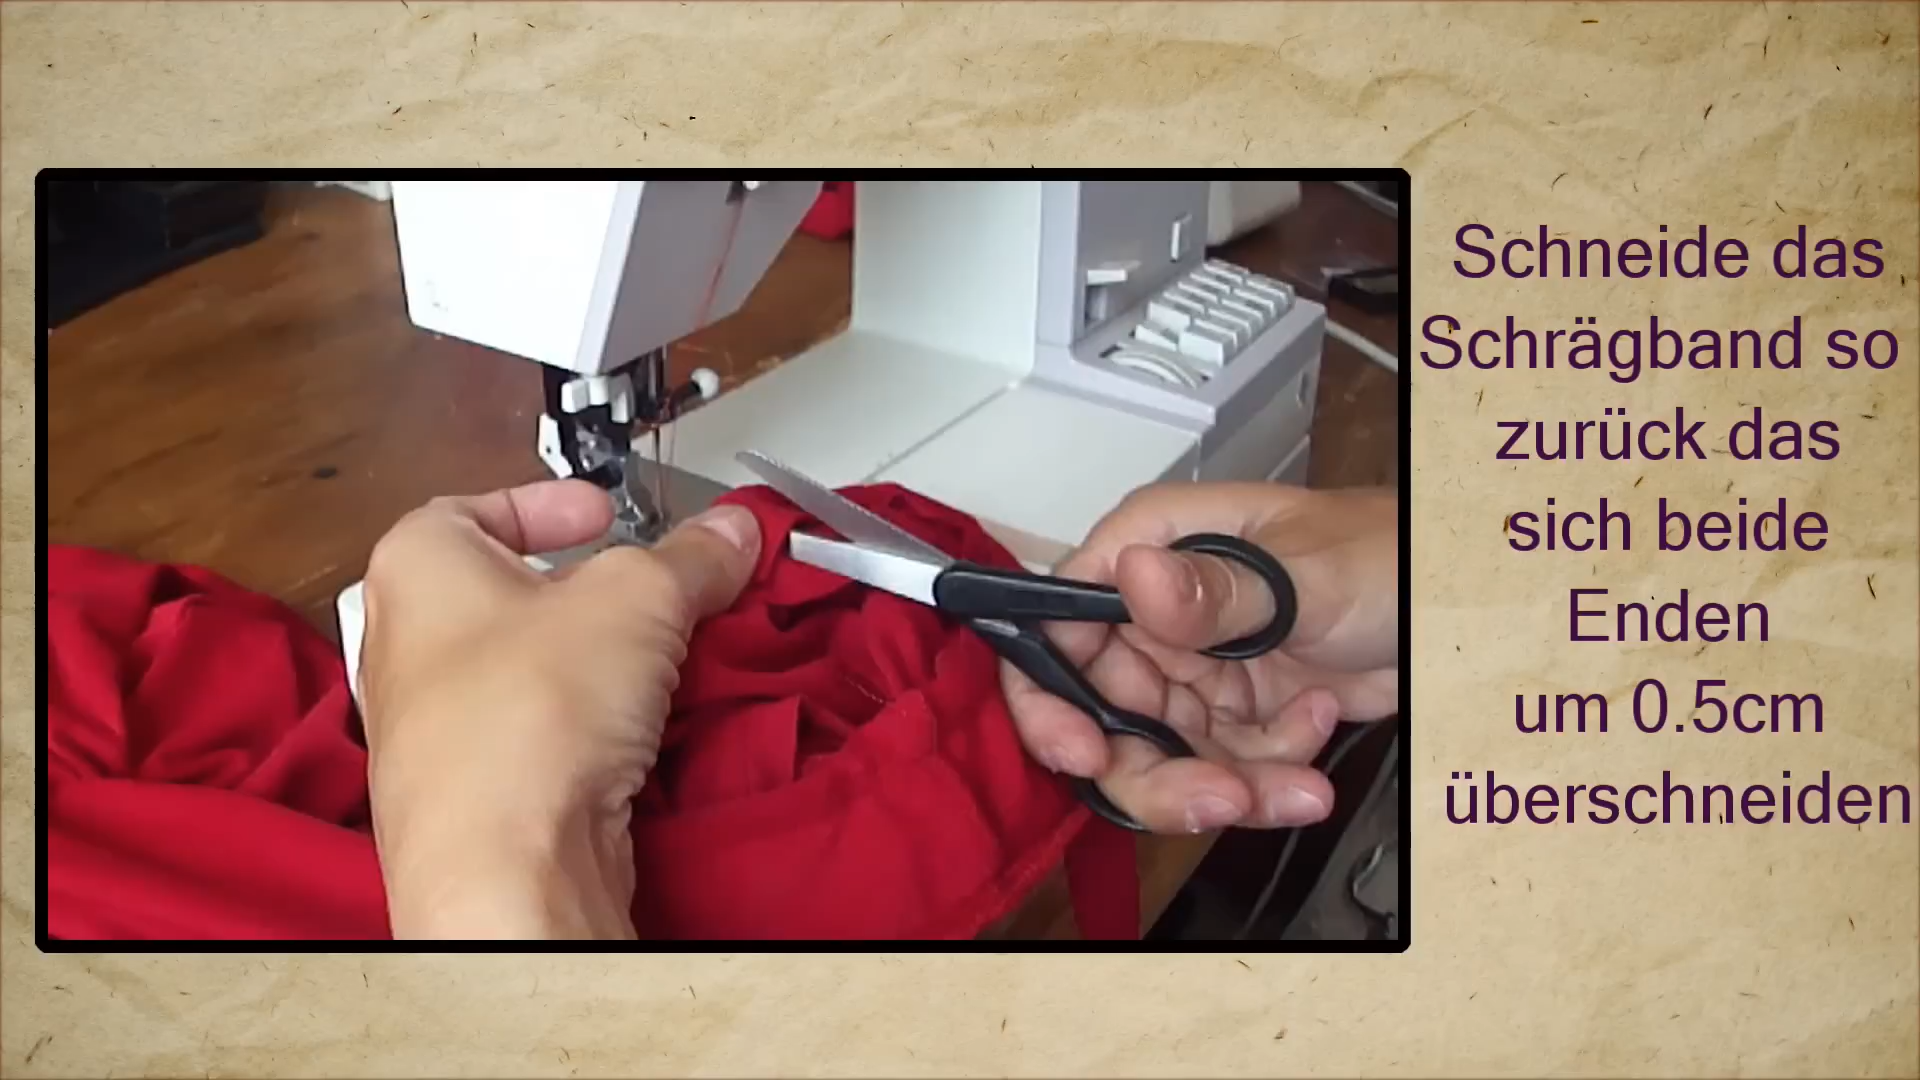 Schneide das
Schrägband so
zurück das
sich beide
Enden
um 0.5cm
überschneiden